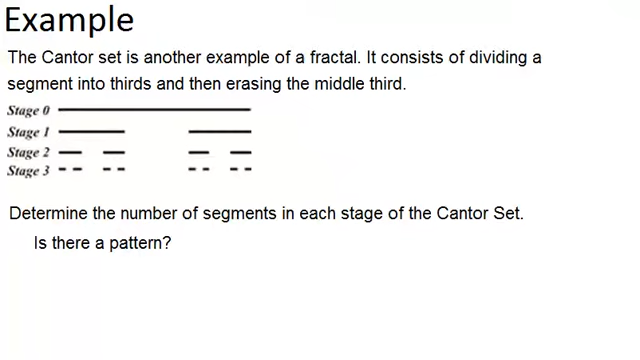 Example
The Cantor set is another example of a fractal. It consists of dividing a
segment into thirds and then erasing the middle third.
Stage 0
Stage 1
Stage 2
Stage 3
Determine the number of segments in each stage of the Cantor Set.
Is there a pattern?